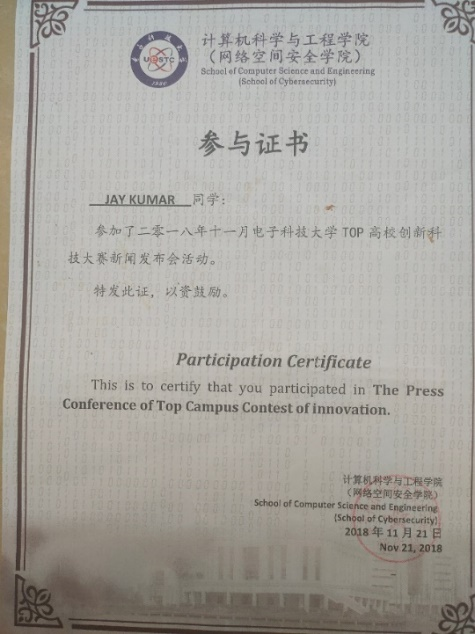 计算机科学与工程学院
（网络空间安全学院）
School of Computer Science and Engineering
(School of Cybersecurity)
UESTC
1956
参与证书
JAY KUMAR 同学：
参加了二零一八年十一月电子科技大学 TOP 高校创新科
技大赛新闻发布会活动。
特发此证，以资鼓励。
Participation Certificate
This is to certify that you participated in The Press
Conference of Top Campus Contest of innovation.
计算机科学与工程学院
（网络空间安全学院）
School of Computer Science and Engineering
(School of Cybersecurity)
2018 年 11 月 21 日
Nov 21, 2018